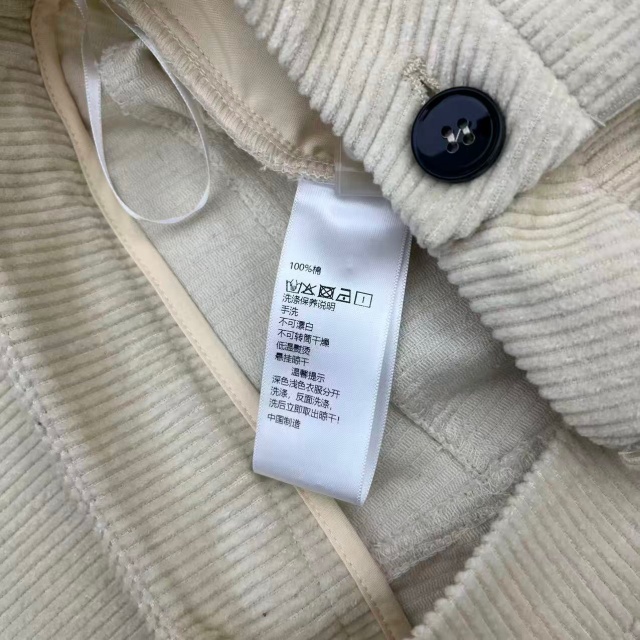 100%棉
洗涤保养说明
手洗
不可漂白
不可转筒干燥
低温熨烫
悬挂晾干
温馨提示
深色浅色衣服分开
洗涤，反面洗涤，
洗后立即取出晾干!
中国制造